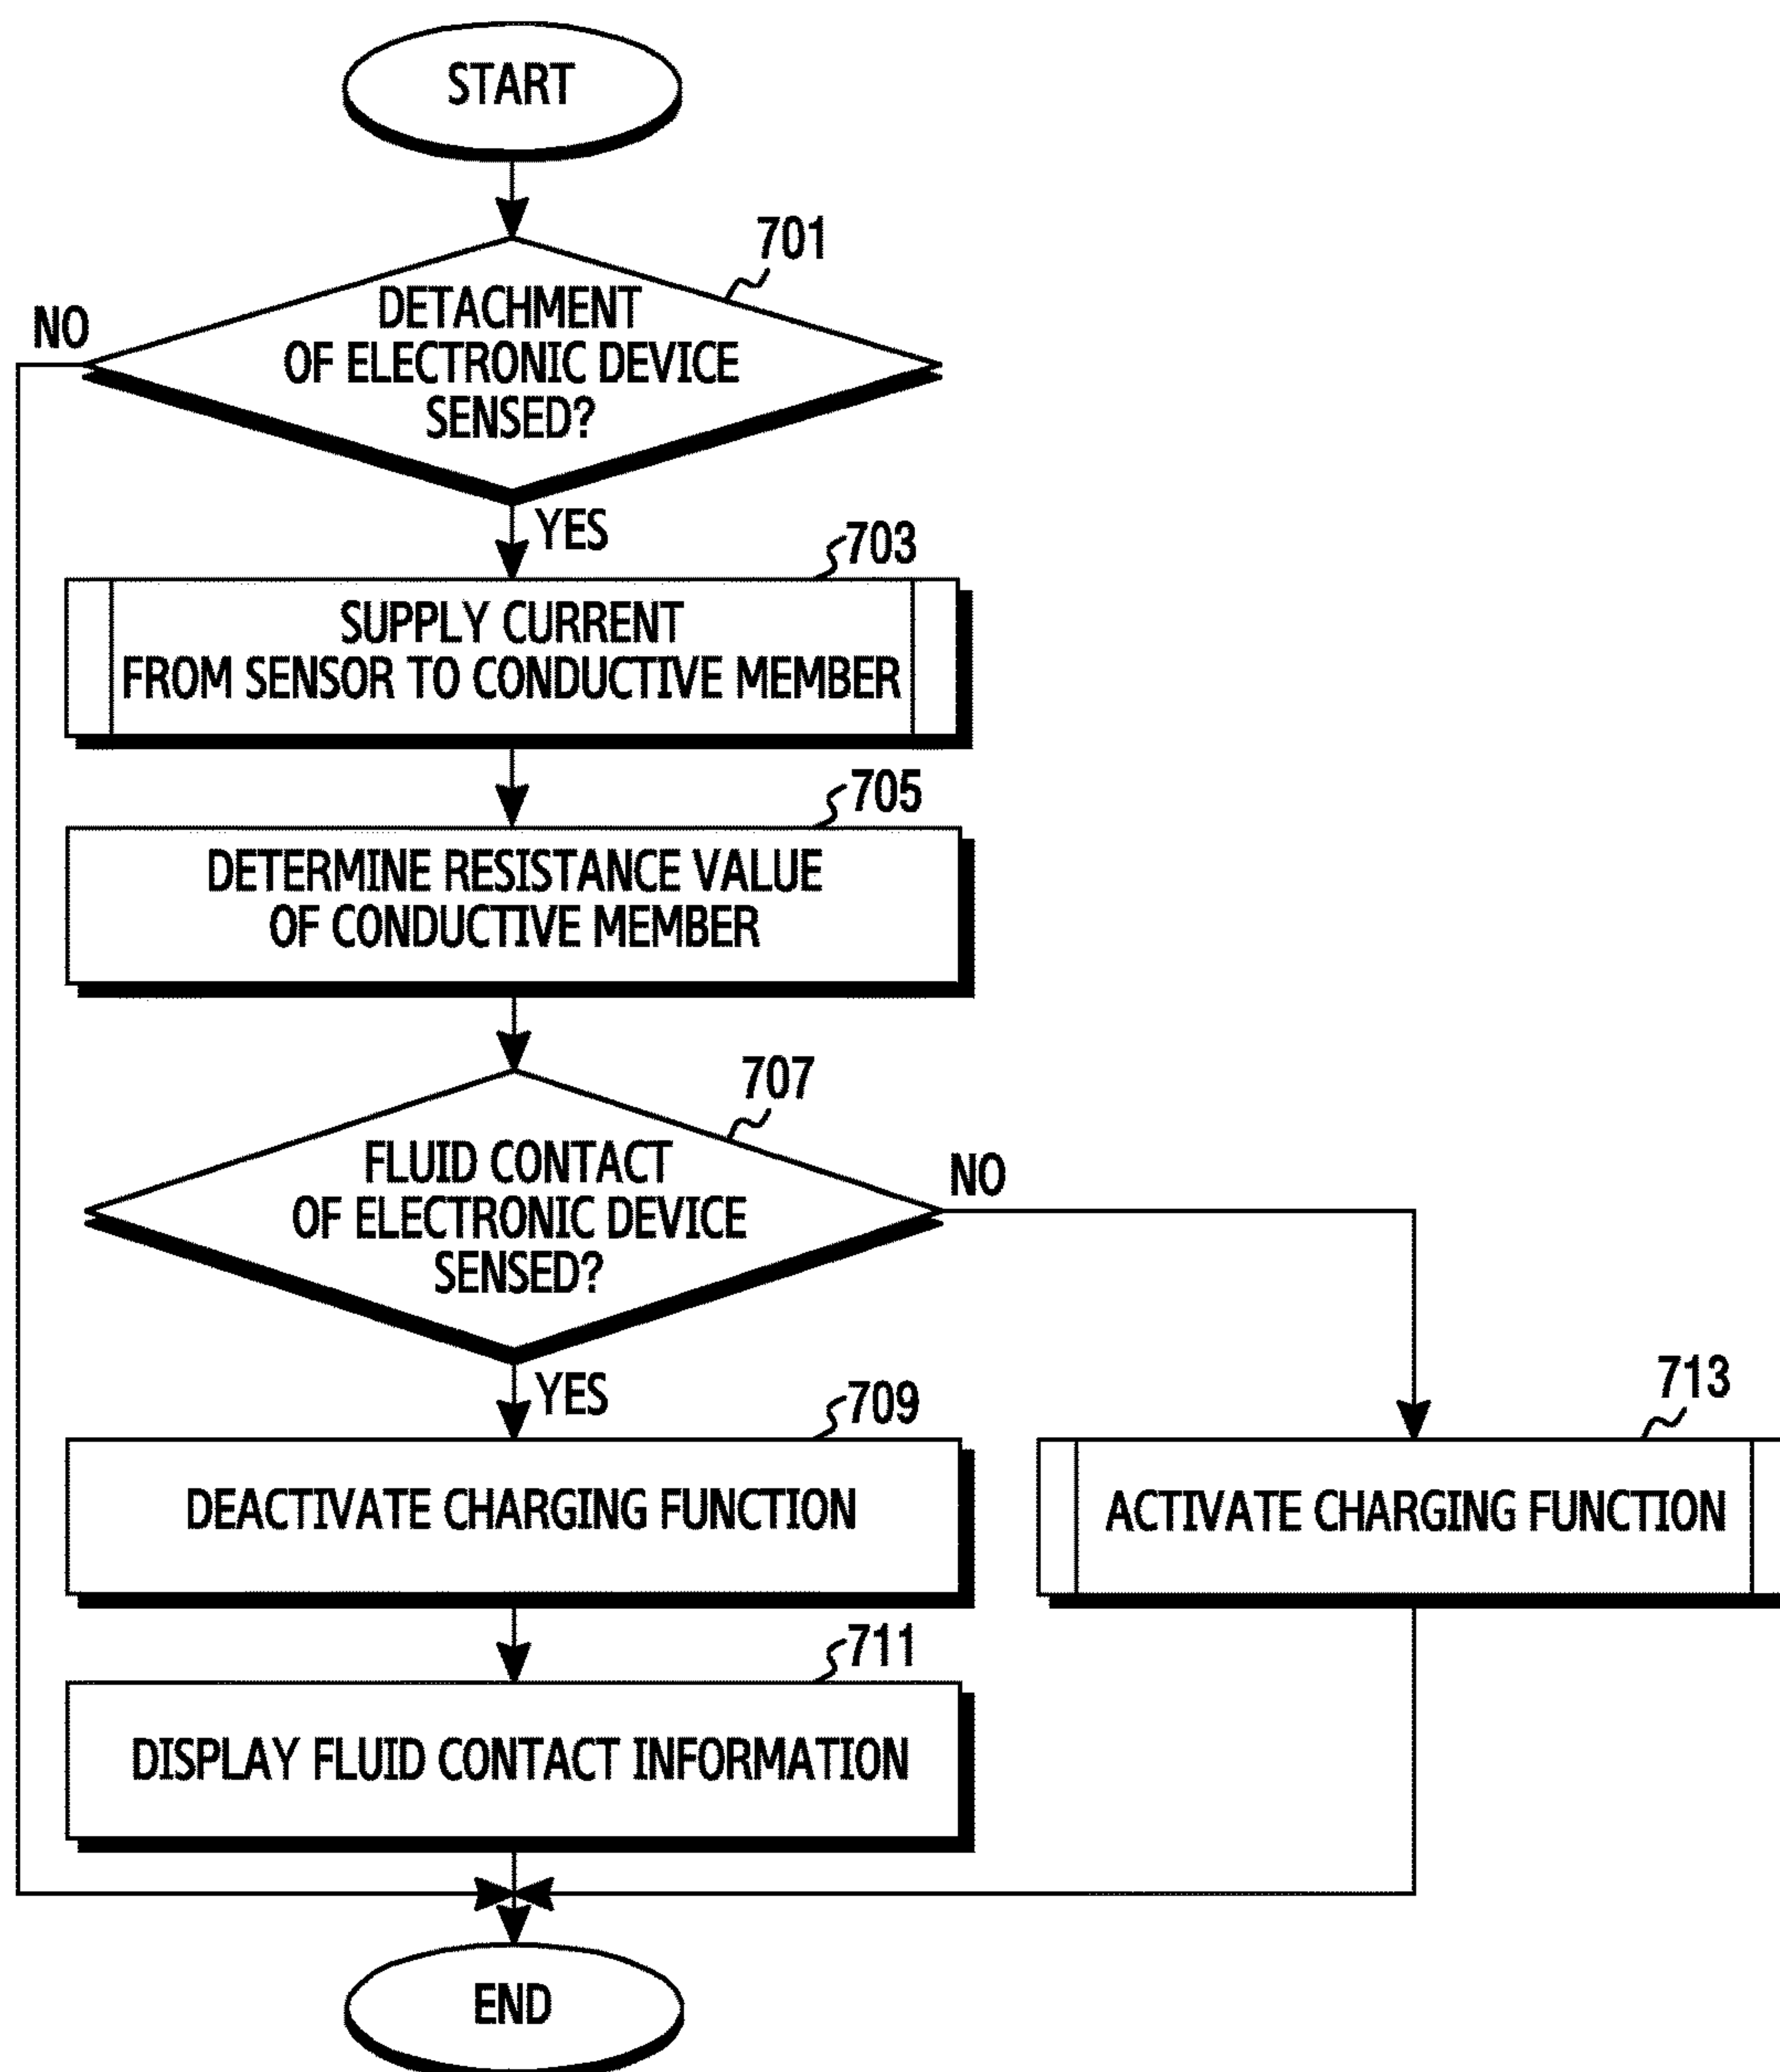 START
701
DETACHMENT
OF ELECTRONIC DEVICE
SENSED?
NO
YES
703
SUPPLY CURRENT
FROM SENSOR TO CONDUCTIVE MEMBER
705
DETERMINE RESISTANCE VALUE
OF CONDUCTIVE MEMBER
707
FLUID CONTACT
OF ELECTRONIC DEVICE
SENSED?
NO
YES
709
DEACTIVATE CHARGING FUNCTION
713
ACTIVATE CHARGING FUNCTION
711
DISPLAY FLUID CONTACT INFORMATION
END